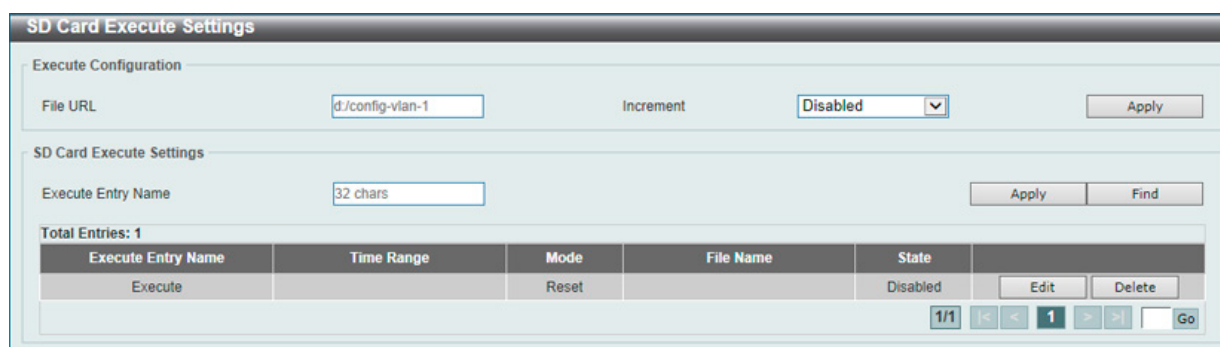 SD Card Execute Settings
Execute Configuration
File URL d:/config-vlan-1 Increment Disabled Apply
SD Card Execute Settings
Execute Entry Name 32 chars Apply Find
Total Entries: 1
Execute Entry Name Time Range Mode File Name State
Execute Reset Disabled Edit Delete
1/1 |< < 1 > >| Go